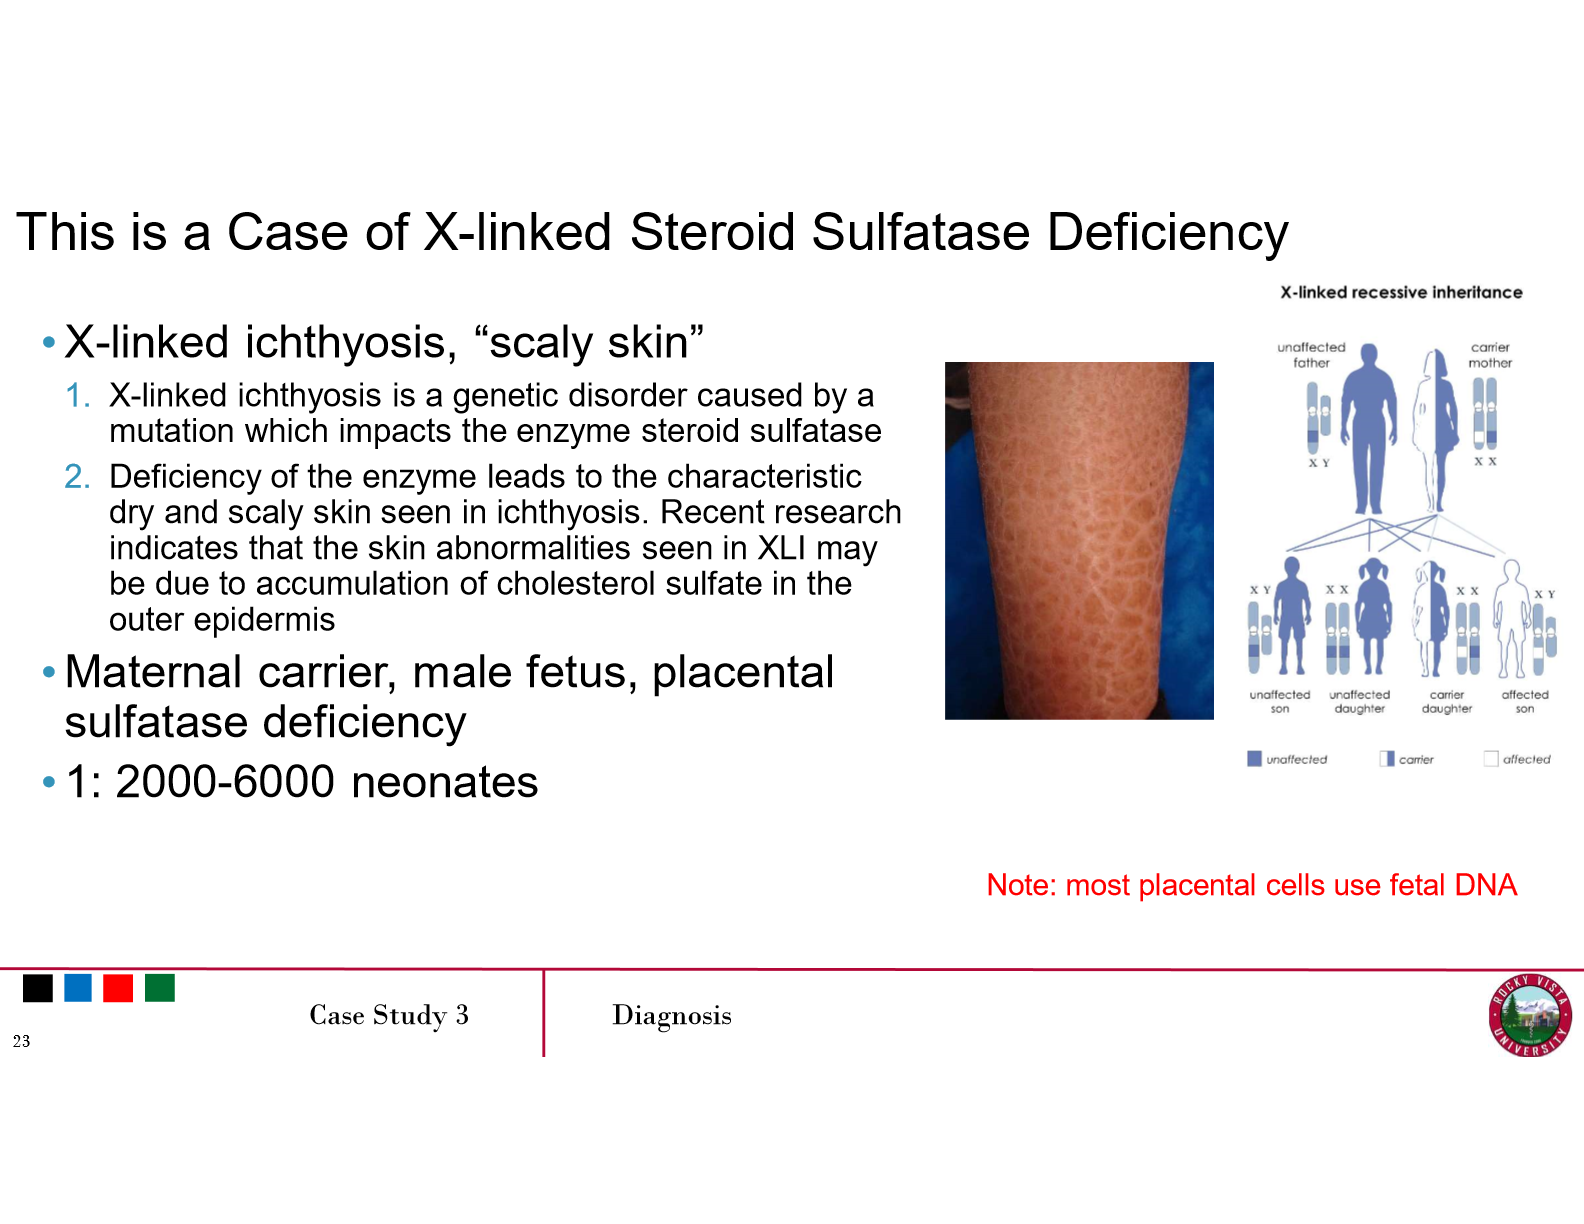 This is a Case of X-linked Steroid Sulfatase Deficiency
• X-linked ichthyosis, “scaly skin”
1. X-linked ichthyosis is a genetic disorder caused by a
mutation which impacts the enzyme steroid sulfatase
2. Deficiency of the enzyme leads to the characteristic
dry and scaly skin seen in ichthyosis. Recent research
indicates that the skin abnormalities seen in XLI may
be due to accumulation of cholesterol sulfate in the
outer epidermis
• Maternal carrier, male fetus, placental
sulfatase deficiency
• 1: 2000-6000 neonates
X-linked recessive inheritance
unaffected
father
carrier
mother
X Y
X X
X Y
X X
X X
X Y
unaffected
son
unaffected
daughter
carrier
daughter
affected
son
unaffected
carrier
affected
Note: most placental cells use fetal DNA
Case Study 3
Diagnosis
23
ROCKY VISTA
UNIVERSITY